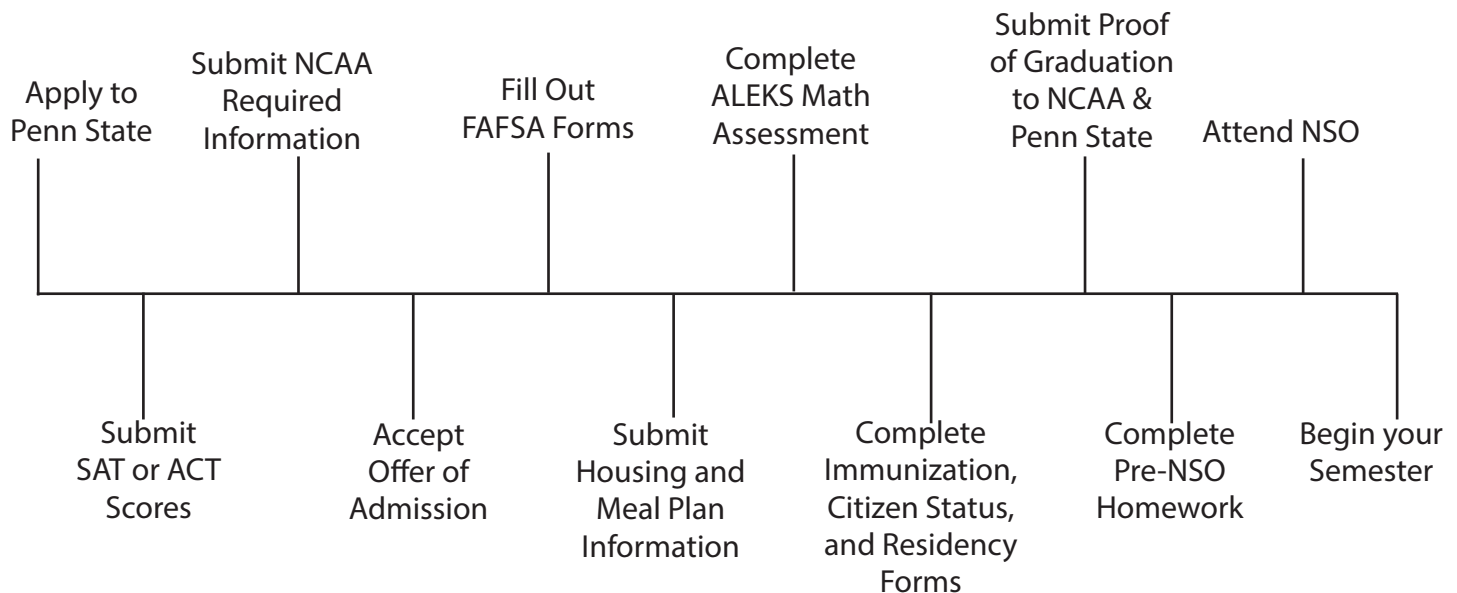 Apply to
Penn State
Submit
SAT or ACT
Scores
Submit NCAA
Required
Information
Accept
Offer of
Admission
Fill Out
FAFSA Forms
Submit
Housing and
Meal Plan
Information
Complete
ALEKS Math
Assessment
Complete
Immunization,
Citizen Status,
and Residency
Forms
Submit Proof
of Graduation
to NCAA &
Penn State
Complete
Pre-NSO
Homework
Attend NSO
Begin your
Semester